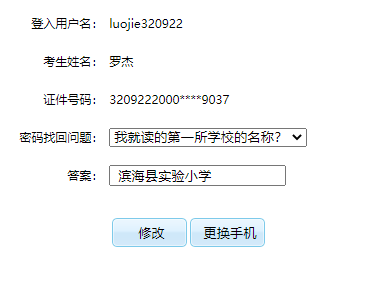 登入用户名： luojie320922
考生姓名： 罗杰
证件号码： 3209222000****9037
密码找回问题： 我就读的第一所学校的名称?
答案： 滨海县实验小学
修改 更换手机